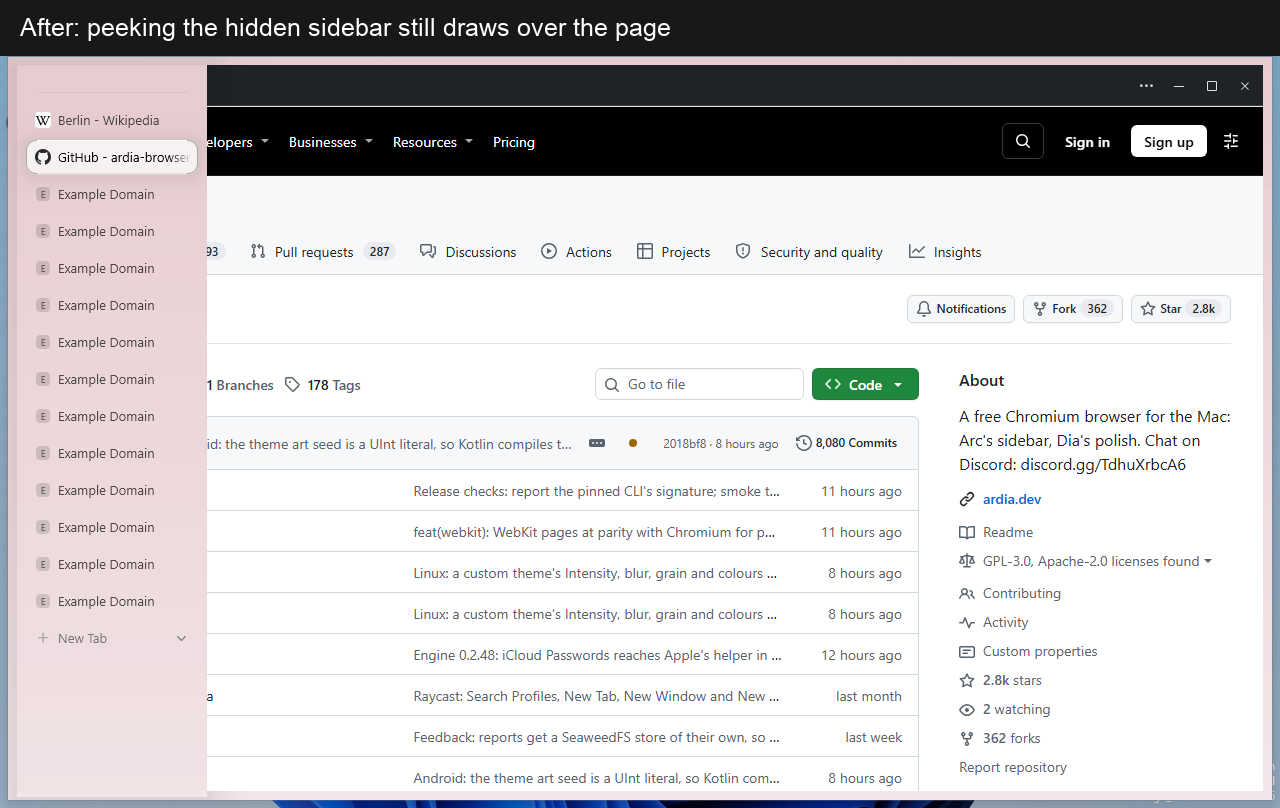 After: peeking the hidden sidebar still draws over the page
Berlin - Wikipedia
GitHub - ardia-browser
E Example Domain
E Example Domain
E Example Domain
E Example Domain
E Example Domain
E Example Domain
E Example Domain
E Example Domain
E Example Domain
E Example Domain
E Example Domain
E Example Domain
New Tab
elopers Businesses Resources Pricing
Sign in Sign up
93 Pull requests 287 Discussions Actions Projects Security and quality Insights
Notifications Fork 362 Star 2.8k
1 Branches 178 Tags Go to file Code
id: the theme art seed is a UInt literal, so Kotlin compiles t... 2018bf8 · 8 hours ago 8,080 Commits
Release checks: report the pinned CLI's signature; smoke t... 11 hours ago
feat(webkit): WebKit pages at parity with Chromium for p... 11 hours ago
Linux: a custom theme's Intensity, blur, grain and colours ... 8 hours ago
Linux: a custom theme's Intensity, blur, grain and colours ... 8 hours ago
Engine 0.2.48: iCloud Passwords reaches Apple's helper in ... 12 hours ago
a Raycast: Search Profiles, New Tab, New Window and New ... last month
Feedback: reports get a SeaweedFS store of their own, so ... last week
Android: the theme art seed is a UInt literal, so Kotlin com... 8 hours ago
About
A free Chromium browser for the Mac:
Arc's sidebar, Dia's polish. Chat on
Discord: discord.gg/TdhuXrbcA6
ardia.dev
Readme
GPL-3.0, Apache-2.0 licenses found
Contributing
Activity
Custom properties
2.8k stars
2 watching
362 forks
Report repository